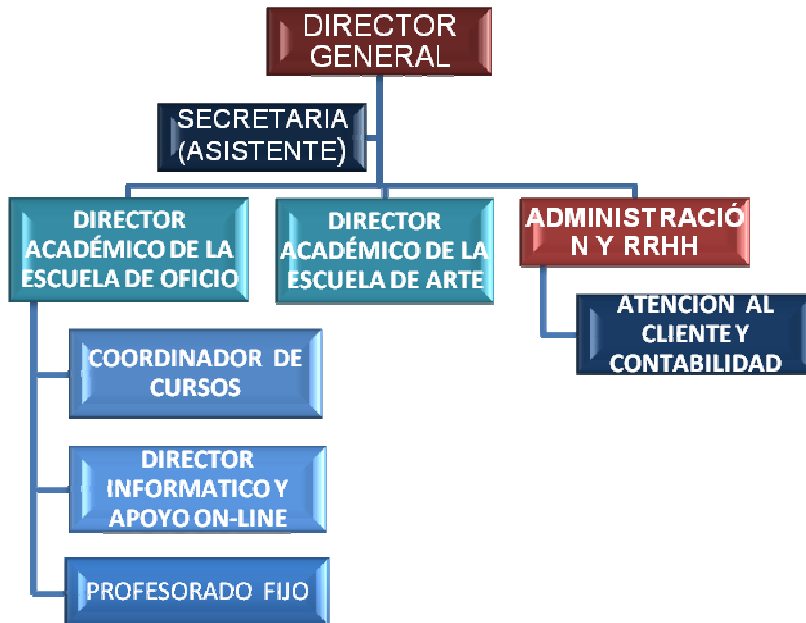 DIRECTOR
GENERAL
SECRETARIA
(ASISTENTE)
DIRECTOR
ACADÉMICO DE LA
ESCUELA DE OFICIO
DIRECTOR
ACADÉMICO DE LA
ESCUELA DE ARTE
ADMINISTRACIÓ
N Y RRHH
ATENCION AL
CLIENTE Y
CONTABILIDAD
COORDINADOR DE
CURSOS
DIRECTOR
INFORMATICO Y
APOYO ON-LINE
PROFESORADO FIJO